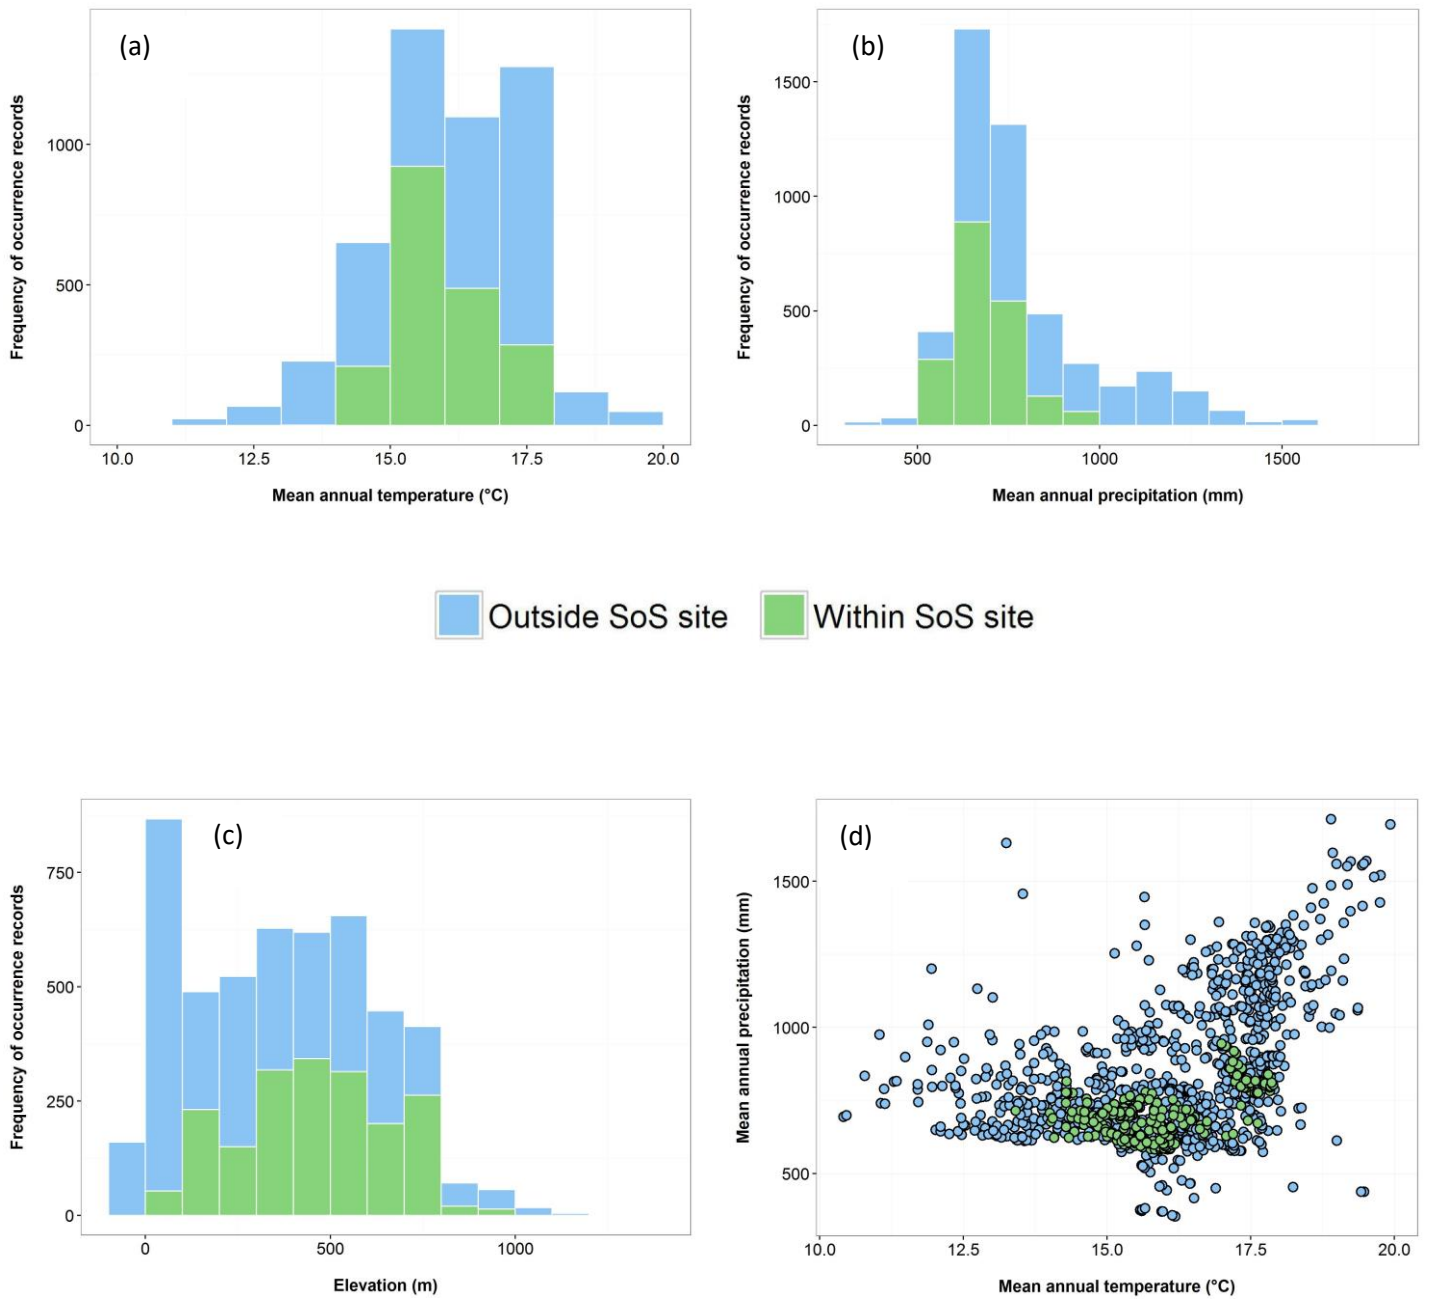 (a)
Frequency of occurrence records
1000
500
0
10.0 12.5 15.0 17.5 20.0
Mean annual temperature (°C)
(b)
Frequency of occurrence records
1500
1000
500
0
500 1000 1500
Mean annual precipitation (mm)
Outside SoS site Within SoS site
(c)
Frequency of occurrence records
750
500
250
0
0 500 1000
Elevation (m)
(d)
Mean annual precipitation (mm)
1500
1000
500
10.0 12.5 15.0 17.5 20.0
Mean annual temperature (°C)